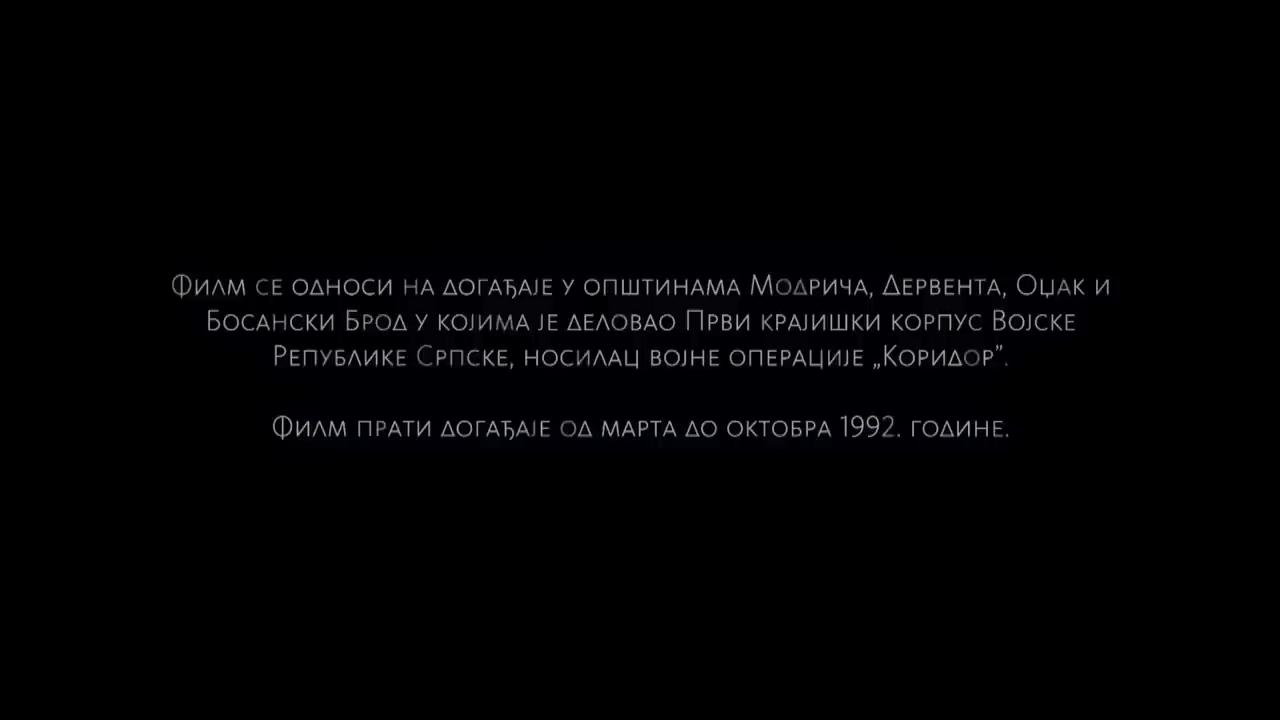 Филм се односи на догађаје у општинама Модрича, Дервента, Оџак и
Босански Брод у којима је деловао Први крајишки корпус Војске
Републике Српске, носилац војне операције „Коридор”.
Филм прати догађаје од марта до октобра 1992. године.